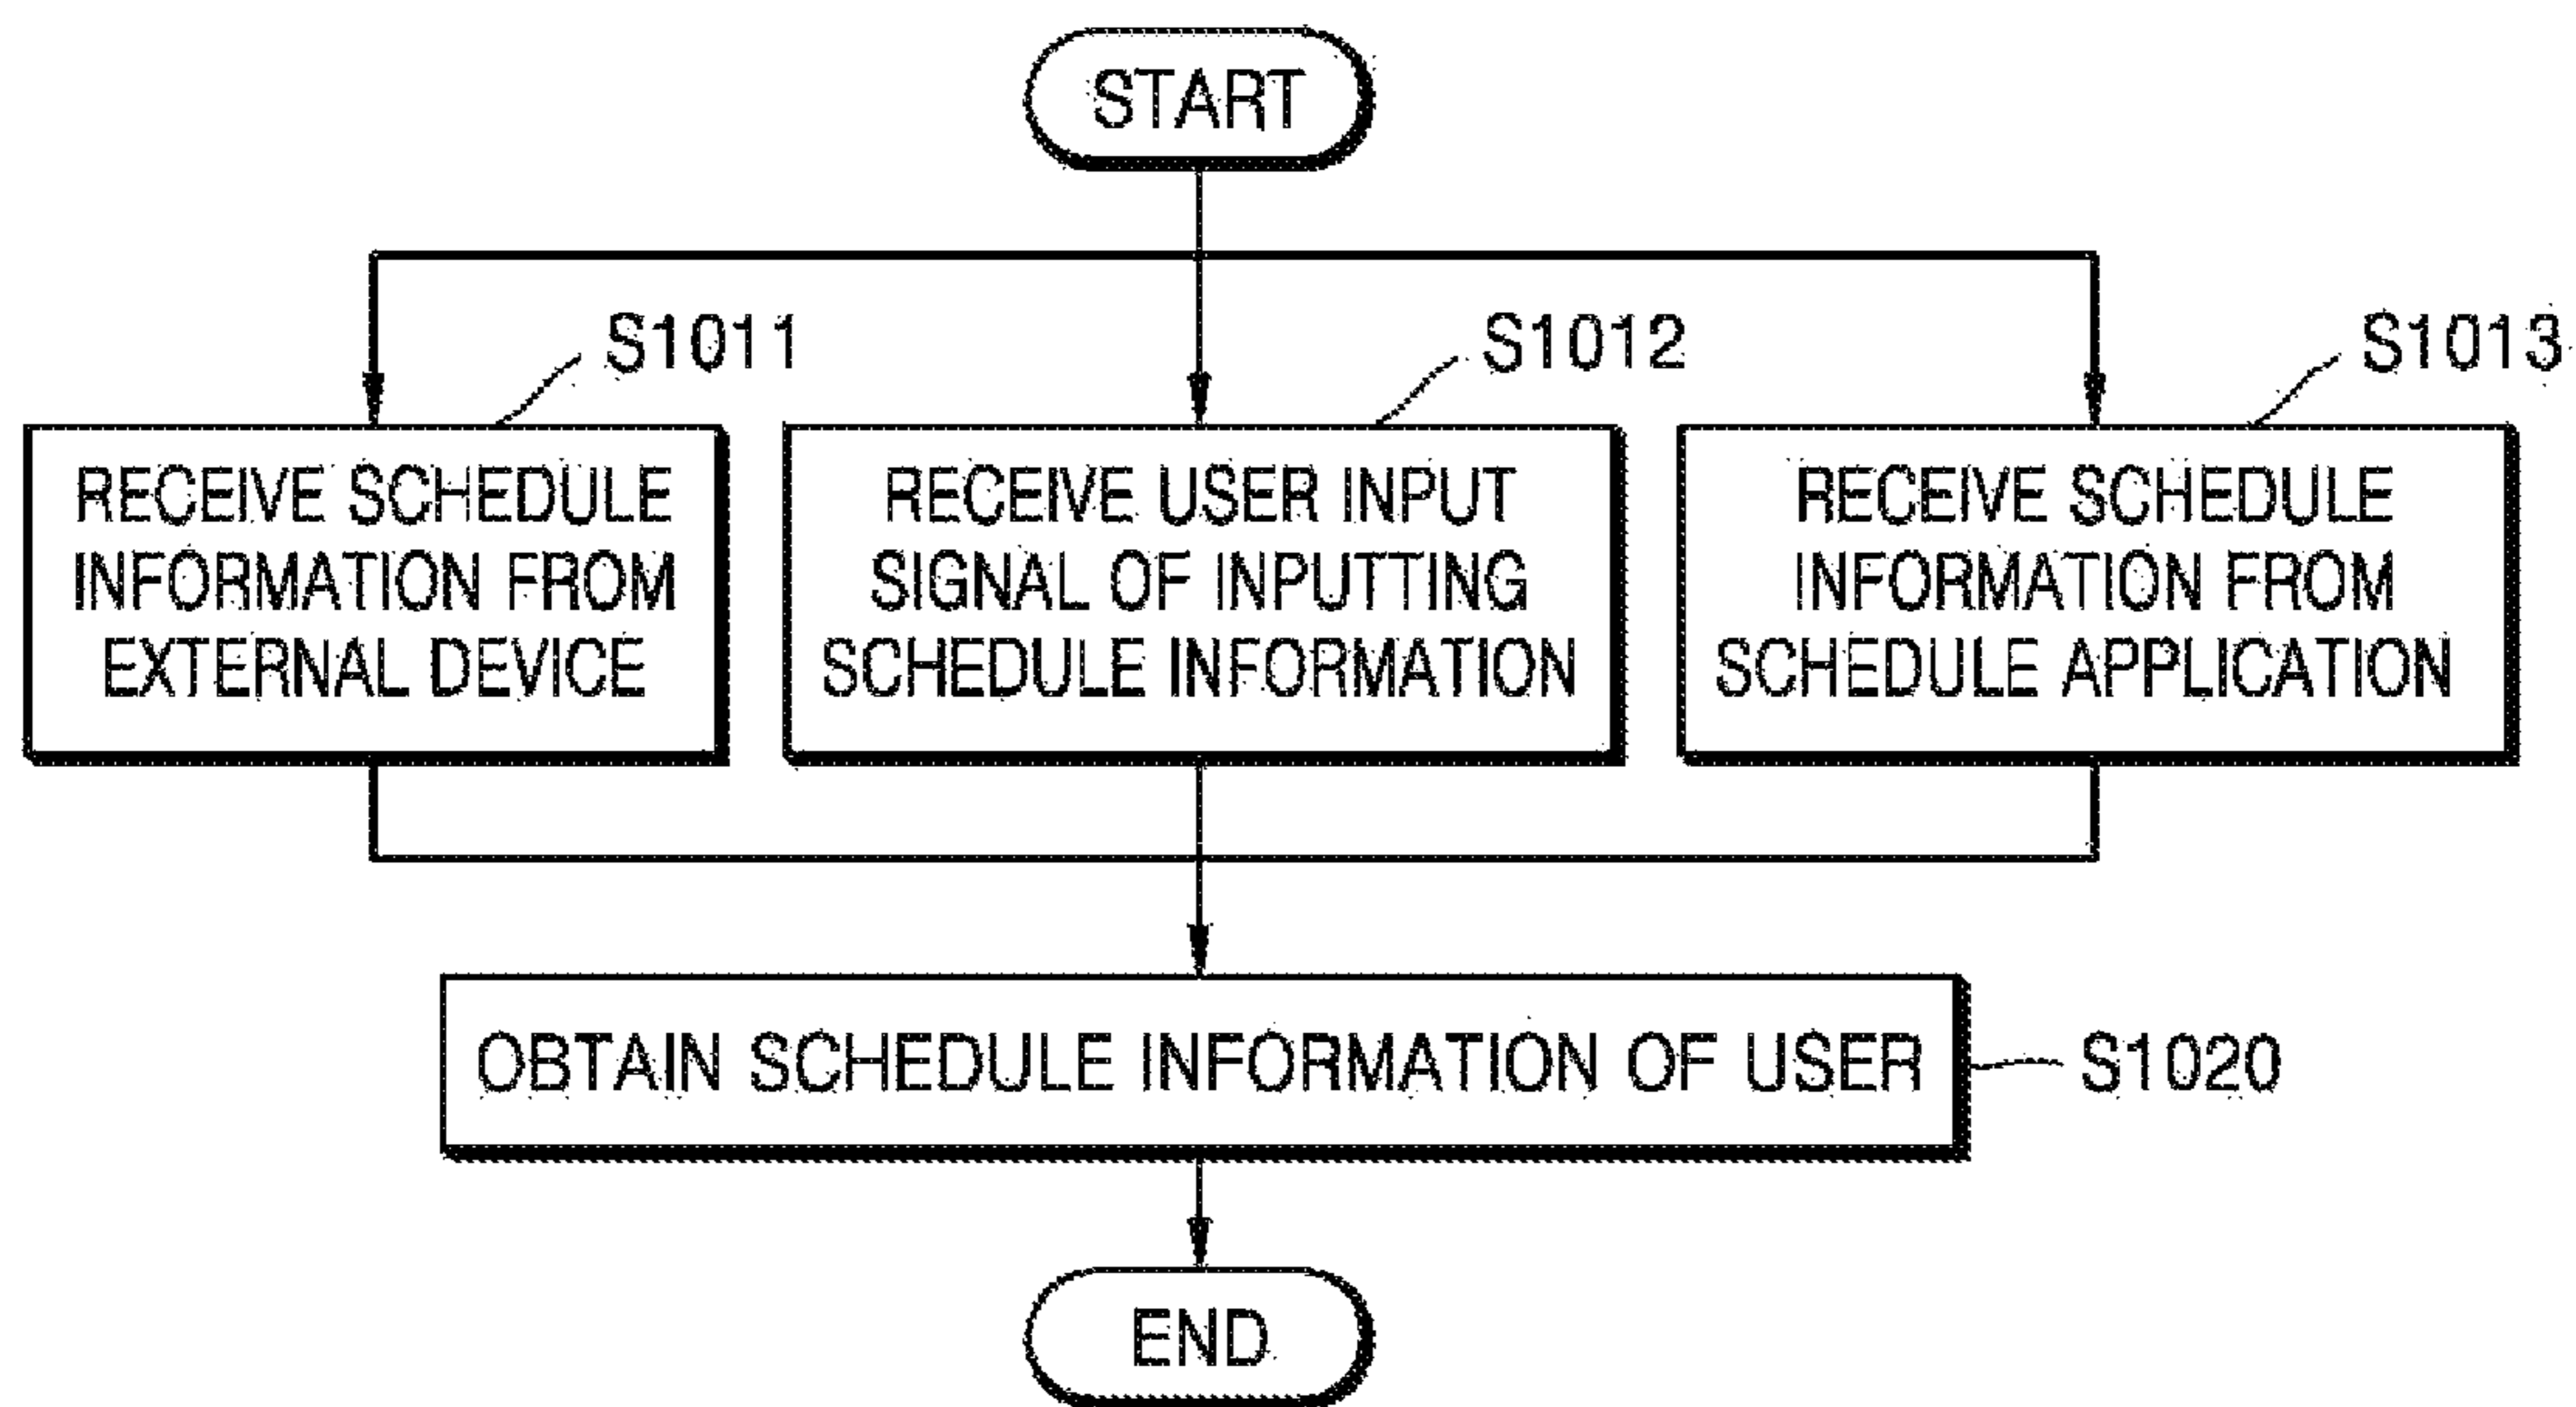 START
S1011
S1012
S1013
RECEIVE SCHEDULE
INFORMATION FROM
EXTERNAL DEVICE
RECEIVE USER INPUT
SIGNAL OF INPUTTING
SCHEDULE INFORMATION
RECEIVE SCHEDULE
INFORMATION FROM
SCHEDULE APPLICATION
OBTAIN SCHEDULE INFORMATION OF USER
S1020
END